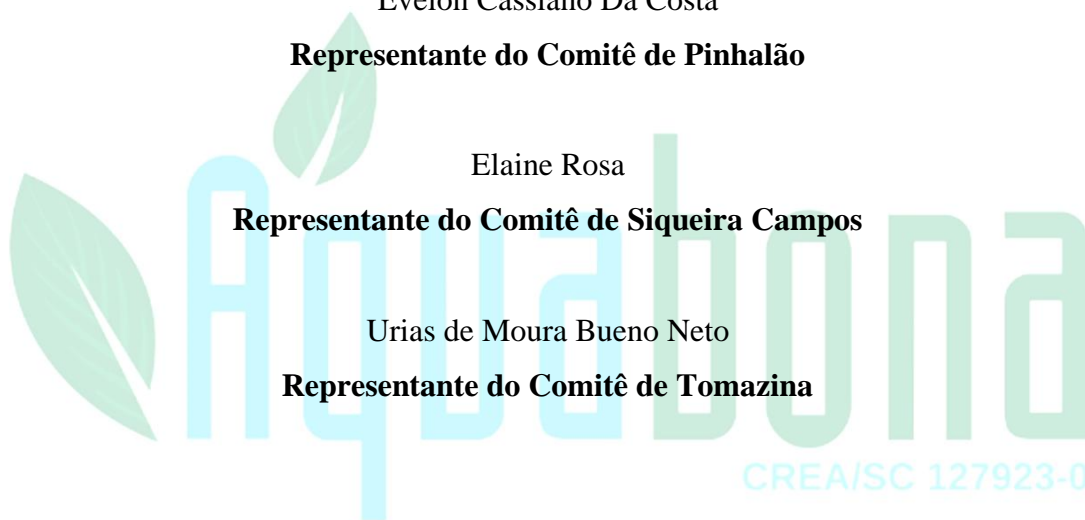 Evelon Cassiano Da Costa
Representante do Comitê de Pinhalão
Elaine Rosa
Representante do Comitê de Siqueira Campos
Urias de Moura Bueno Neto
Representante do Comitê de Tomazina
Aquabona
CREA/SC 127923-0